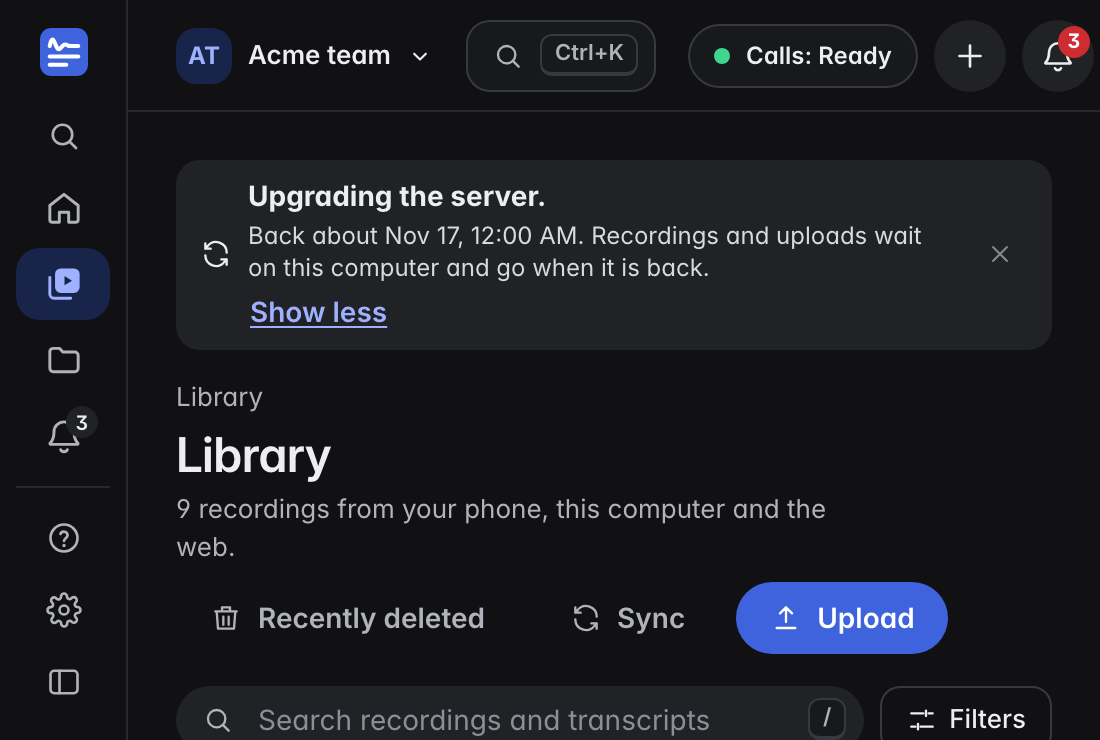 AT Acme team Ctrl+K Calls: Ready 3
Upgrading the server.
Back about Nov 17, 12:00 AM. Recordings and uploads wait
on this computer and go when it is back.
Show less
Library
3
Library
9 recordings from your phone, this computer and the
web.
Recently deleted Sync Upload
Search recordings and transcripts / Filters